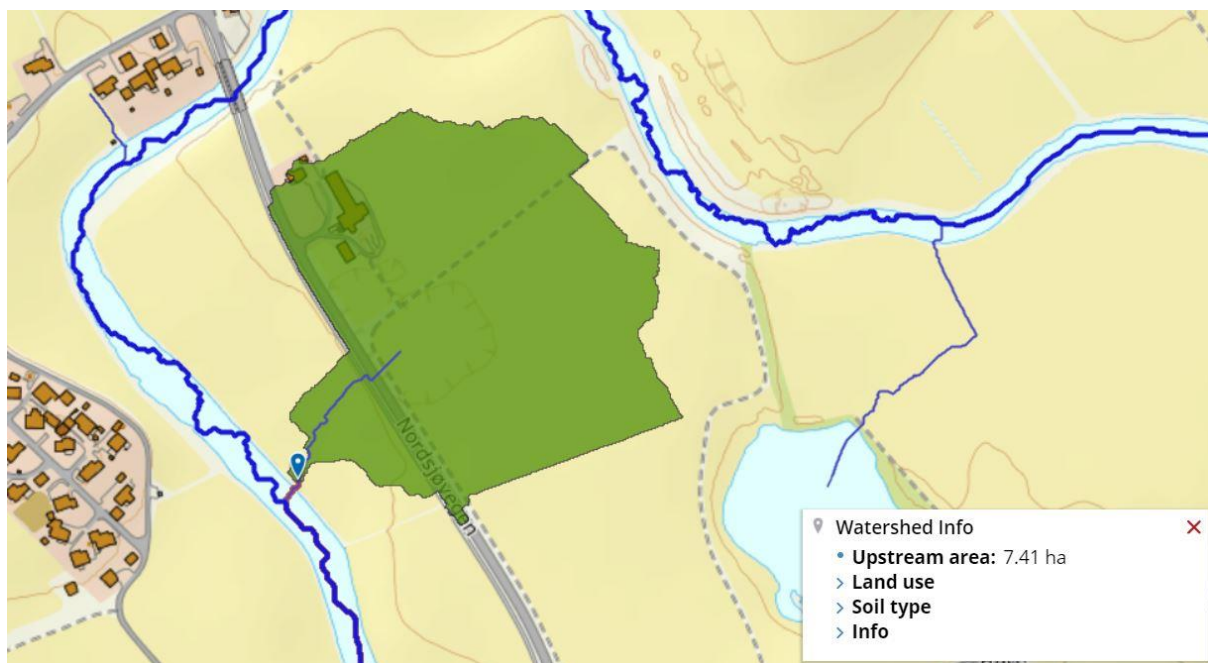 Nordsjøvegen
Watershed Info
Upstream area: 7.41 ha
Land use
Soil type
Info